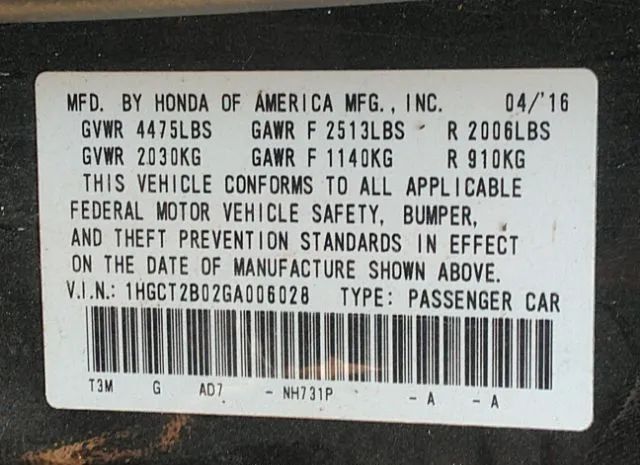 MFD. BY HONDA OF AMERICA MFG., INC. 04/'16
GVWR 4475LBS GAWR F 2513LBS R 2006LBS
GVWR 2030KG GAWR F 1140KG R 910KG
THIS VEHICLE CONFORMS TO ALL APPLICABLE
FEDERAL MOTOR VEHICLE SAFETY, BUMPER,
AND THEFT PREVENTION STANDARDS IN EFFECT
ON THE DATE OF MANUFACTURE SHOWN ABOVE.
V.I.N.: 1HGCT2B02GA006028 TYPE: PASSENGER CAR
T3M G AD7 - NH731P - A - A